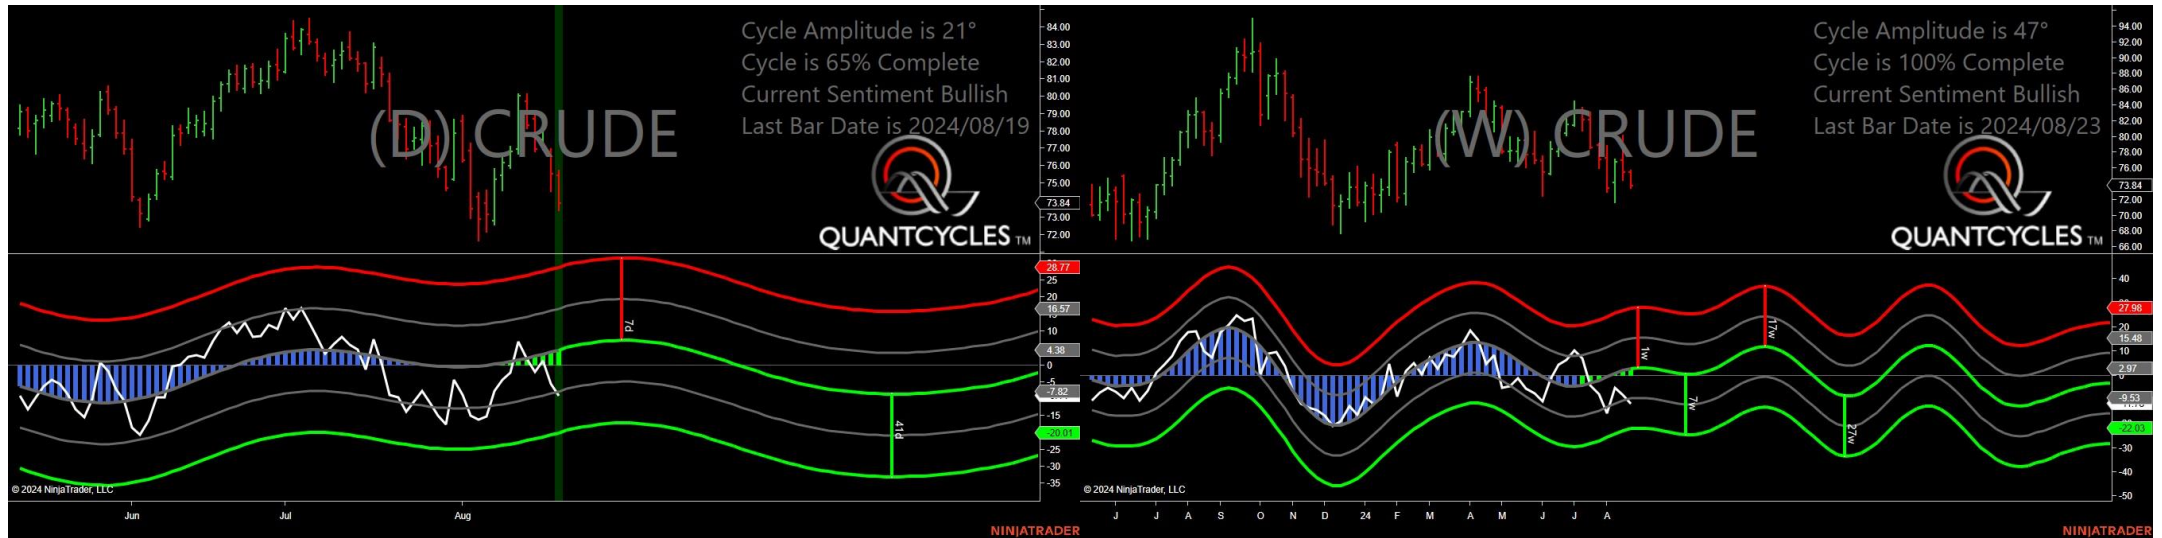 Cycle Amplitude is 21°
Cycle is 65% Complete
Current Sentiment Bullish
Last Bar Date is 2024/08/19
(D) CRUDE
QUANTCYCLES TM
84.00
82.00
81.00
80.00
79.00
78.00
77.00
76.00
75.00
73.84
73.00
72.00
28.77
25
20
16.57
10
4.38
0
-5
-7.82
-15
-20.01
-25
-30
-35
7d
41d
© 2024 NinjaTrader, LLC
Jun
Jul
Aug
NINJATRADER
Cycle Amplitude is 47°
Cycle is 100% Complete
Current Sentiment Bullish
Last Bar Date is 2024/08/23
(W) CRUDE
QUANTCYCLES TM
94.00
92.00
90.00
88.00
86.00
84.00
82.00
80.00
78.00
76.00
73.84
72.00
70.00
68.00
66.00
40
27.98
20
15.48
10
2.97
-9.53
-22.03
-30
-40
-50
1w
17w
7w
27w
© 2024 NinjaTrader, LLC
J
J
A
S
O
N
D
24
F
M
A
M
J
J
A
NINJATRADER